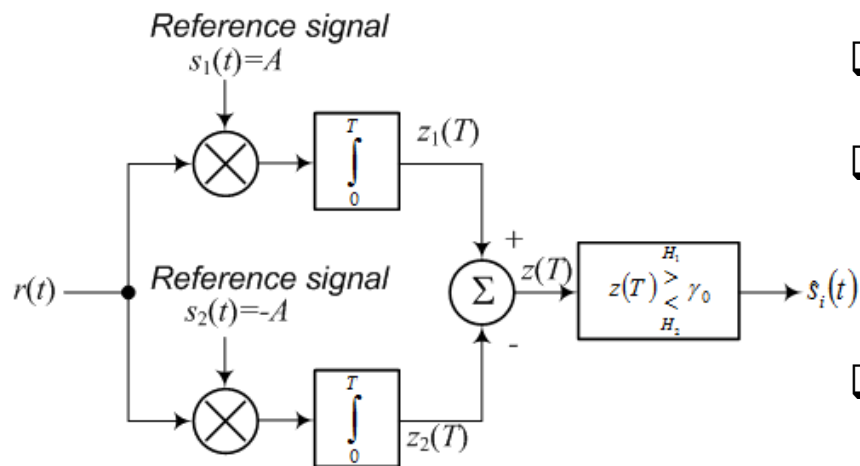 Reference signal
s₁(t)=A
T
∫
0
z₁(T)
+
r(t)
Reference signal
s₂(t)=-A
Σ
z(T)
H₁
z(T) > < γ₀
H₂
ŝᵢ(t)
-
T
∫
0
z₂(T)